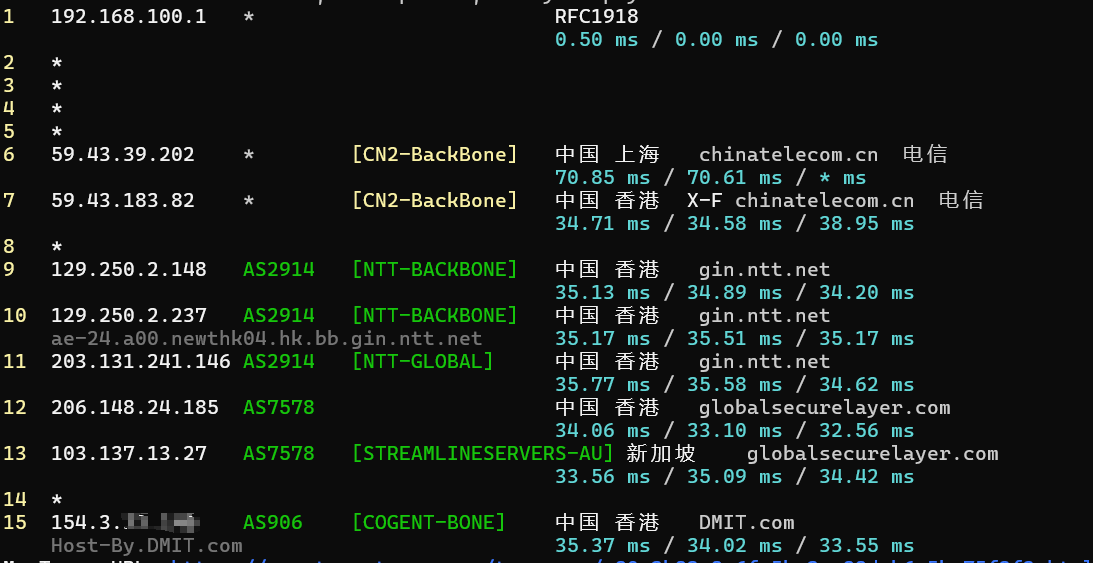 1 192.168.100.1 * RFC1918
0.50 ms / 0.00 ms / 0.00 ms
2 *
3 *
4 *
5 *
6 59.43.39.202 * [CN2-BackBone] 中国 上海 chinatelecom.cn 电信
70.85 ms / 70.61 ms / * ms
7 59.43.183.82 * [CN2-BackBone] 中国 香港 X-F chinatelecom.cn 电信
34.71 ms / 34.58 ms / 38.95 ms
8 *
9 129.250.2.148 AS2914 [NTT-BACKBONE] 中国 香港 gin.ntt.net
35.13 ms / 34.89 ms / 34.20 ms
10 129.250.2.237 AS2914 [NTT-BACKBONE] 中国 香港 gin.ntt.net
ae-24.a00.newthk04.hk.bb.gin.ntt.net 35.17 ms / 35.51 ms / 35.17 ms
11 203.131.241.146 AS2914 [NTT-GLOBAL] 中国 香港 gin.ntt.net
35.77 ms / 35.58 ms / 34.62 ms
12 206.148.24.185 AS7578 中国 香港 globalsecurelayer.com
34.06 ms / 33.10 ms / 32.56 ms
13 103.137.13.27 AS7578 [STREAMLINESERVERS-AU] 新加坡 globalsecurelayer.com
33.56 ms / 35.09 ms / 34.42 ms
14 *
15 154.3. AS906 [COGENT-BONE] 中国 香港 DMIT.com
Host-By.DMIT.com 35.37 ms / 34.02 ms / 33.55 ms